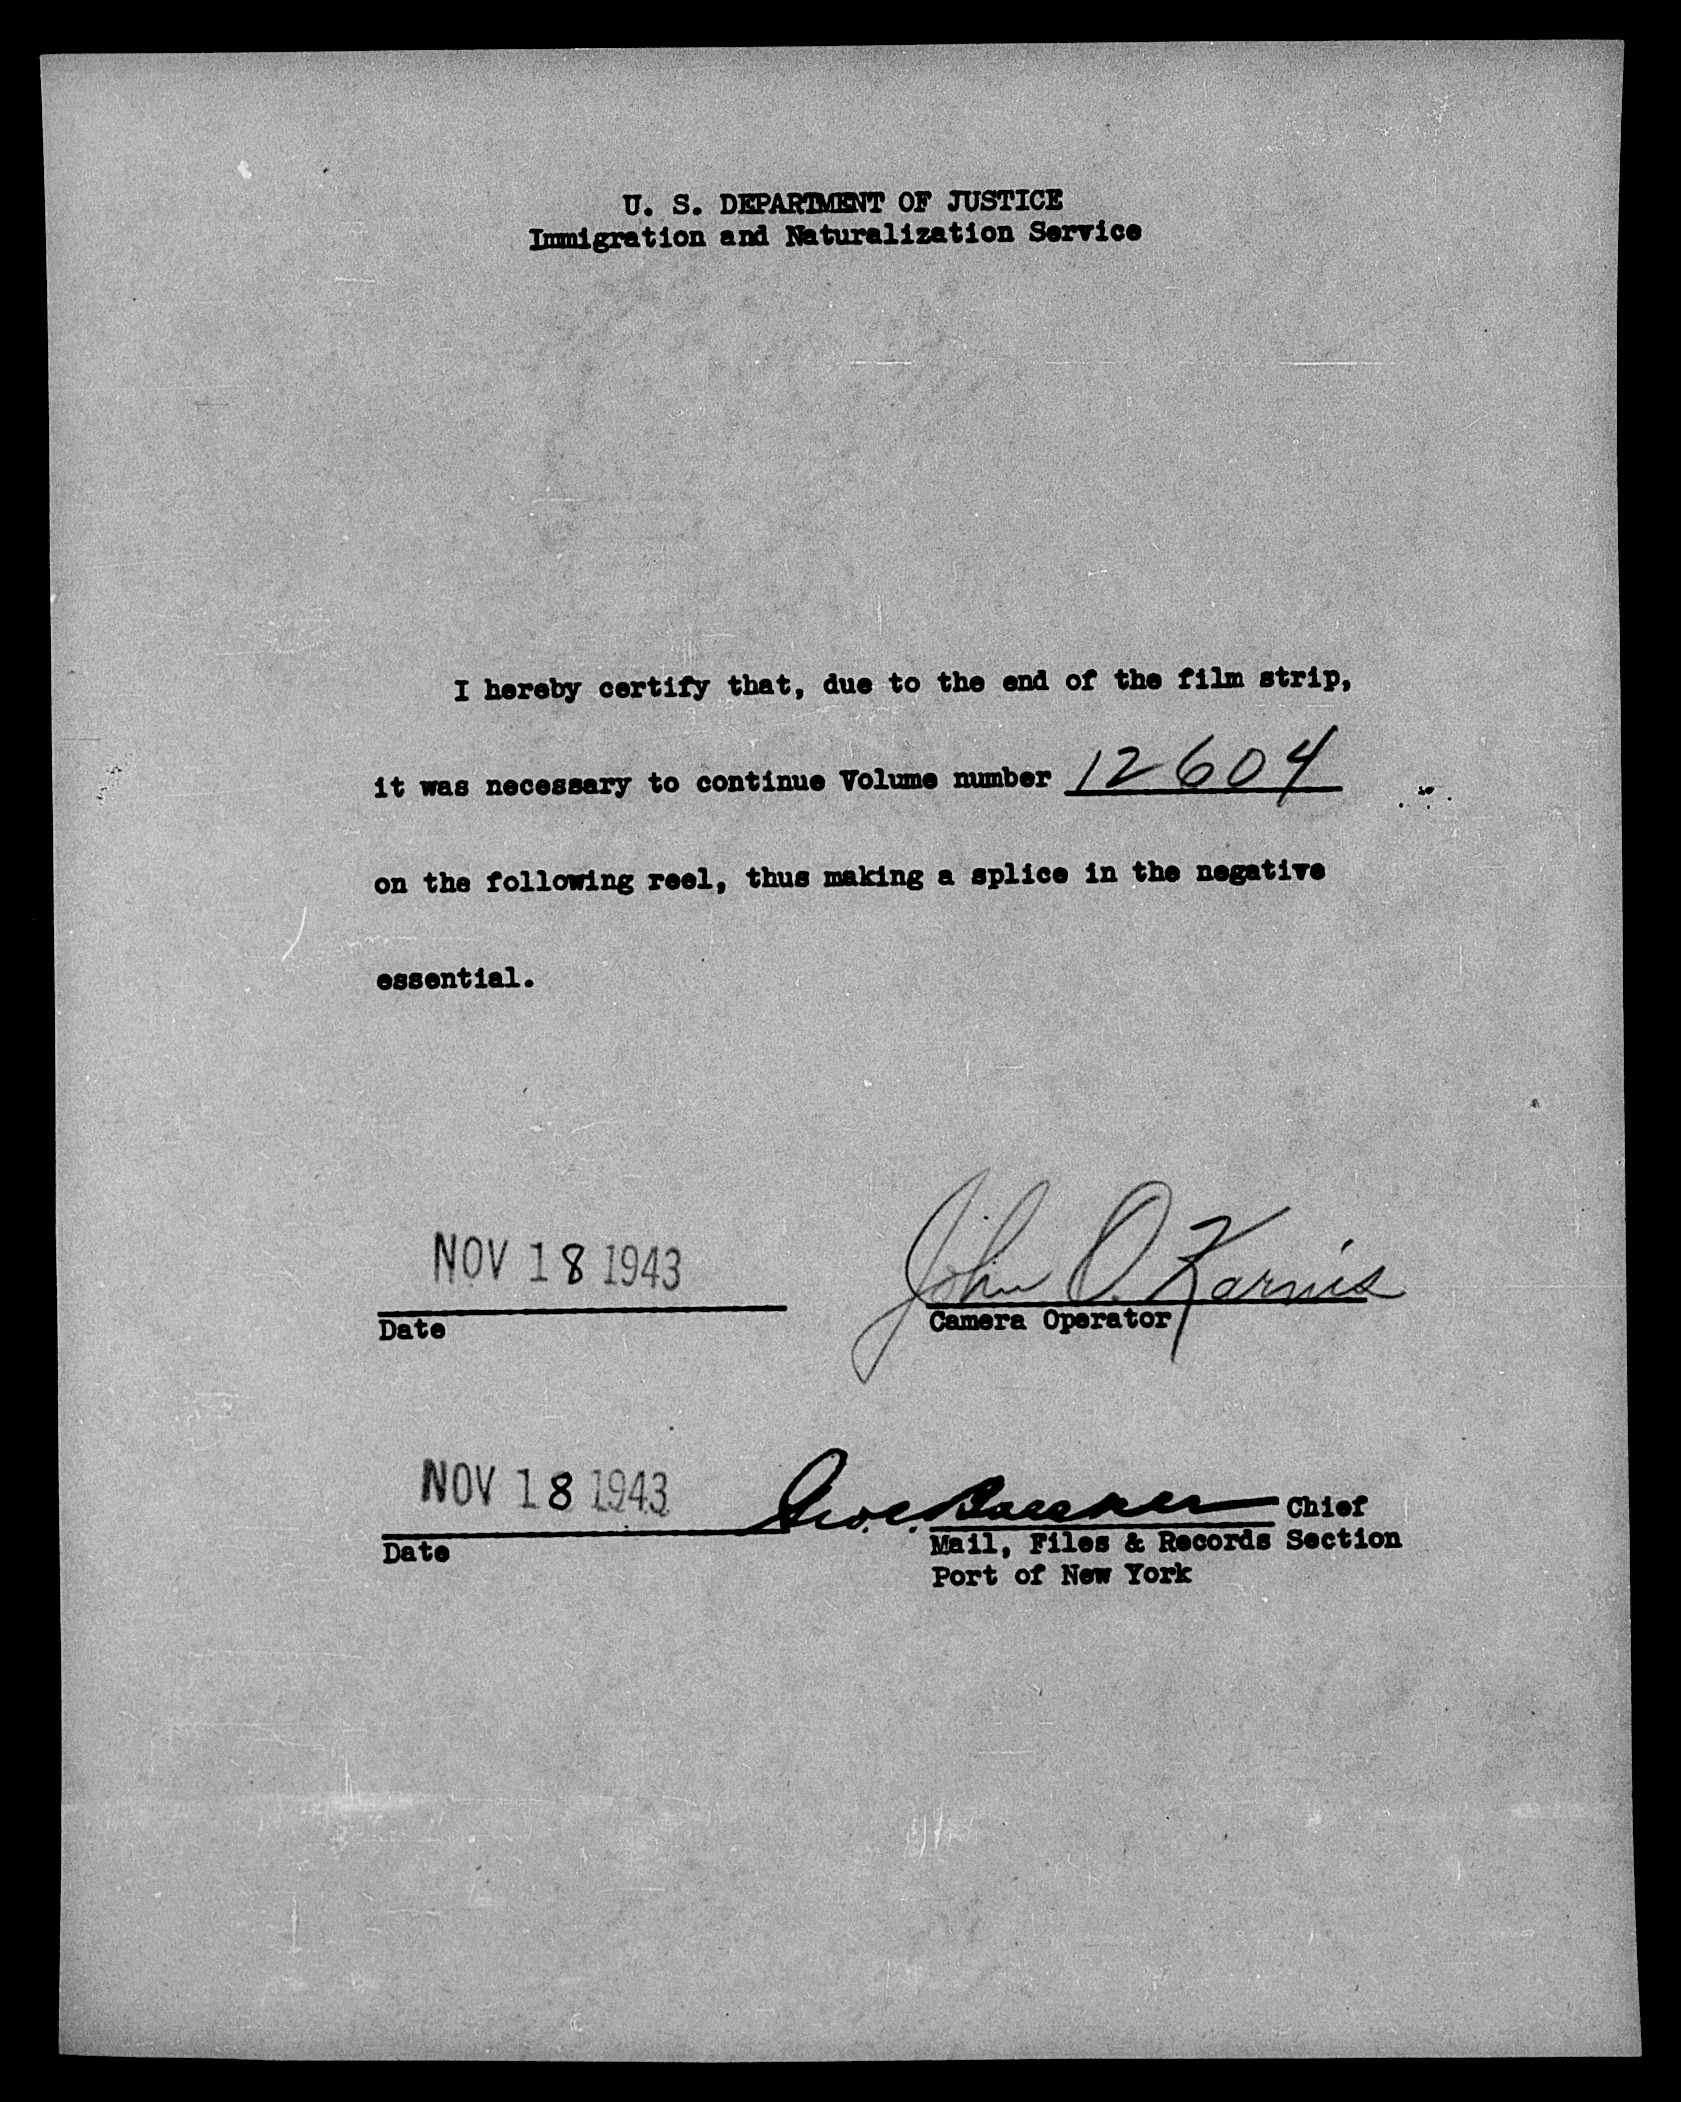 U. S. DEPARTMENT OF JUSTICE
Immigration and Naturalization Service
I hereby certify that, due to the end of the film strip,
it was necessary to continue Volume number 12604
on the following reel, thus making a splice in the negative
essential.
NOV 18 1943 John O. Karnis
Date Camera Operator
NOV 18 1943 Chief
Date Mail, Files & Records Section
Port of New York